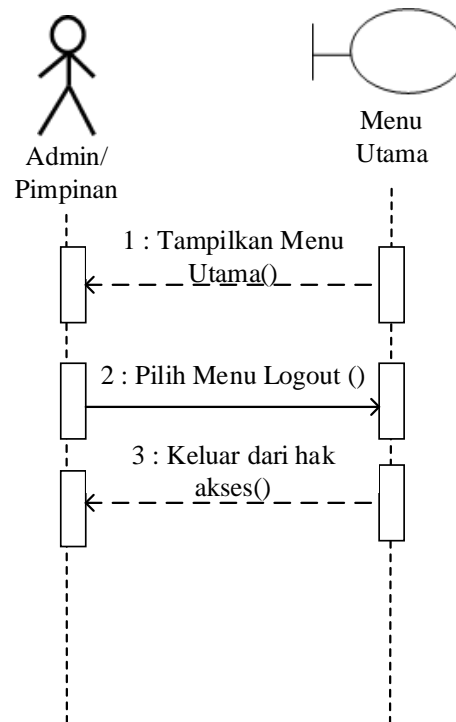 Admin/
Pimpinan
Menu
Utama
1 : Tampilkan Menu
Utama()
2 : Pilih Menu Logout ()
3 : Keluar dari hak
akses()